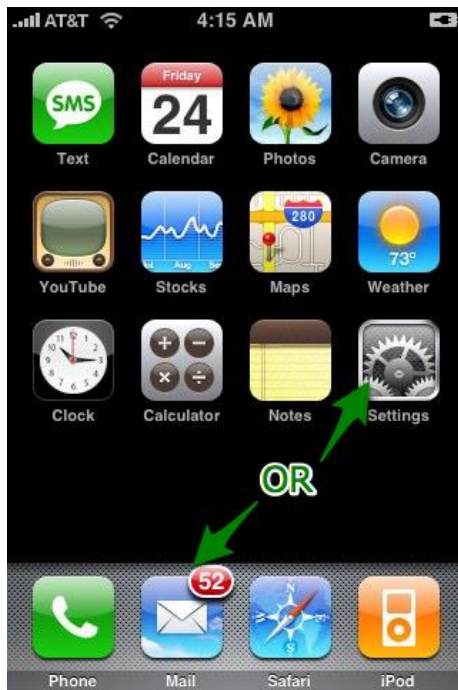 AT&T 4:15 AM
SMS Friday 24
Text Calendar Photos Camera
280 73°
YouTube Stocks Maps Weather
Clock Calculator Notes Settings
OR
52
Phone Mail Safari iPod